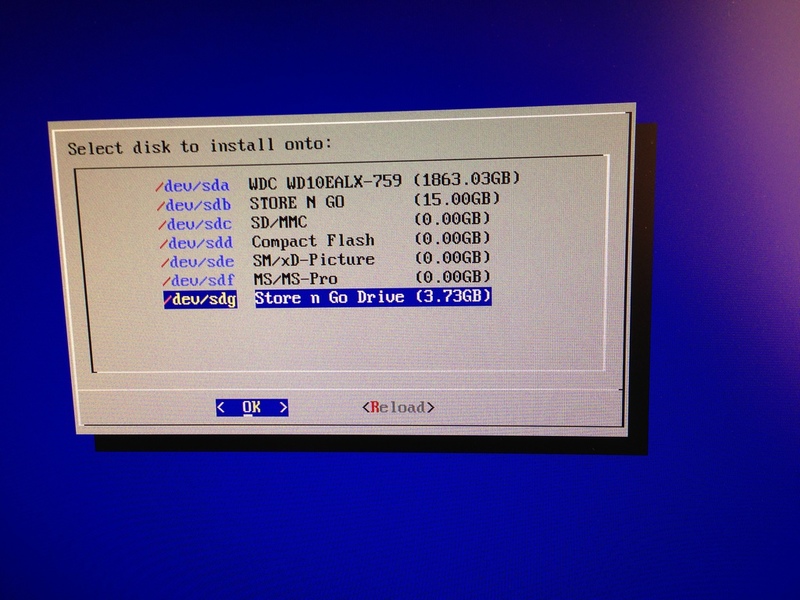 Select disk to install onto:
/dev/sda WDC WD10EALX-759 (1863.03GB)
/dev/sdb STORE N GO (15.00GB)
/dev/sdc SD/MMC (0.00GB)
/dev/sdd Compact Flash (0.00GB)
/dev/sde SM/xD-Picture (0.00GB)
/dev/sdf MS/MS-Pro (0.00GB)
/dev/sdg Store n Go Drive (3.73GB)
< OK > <Reload>